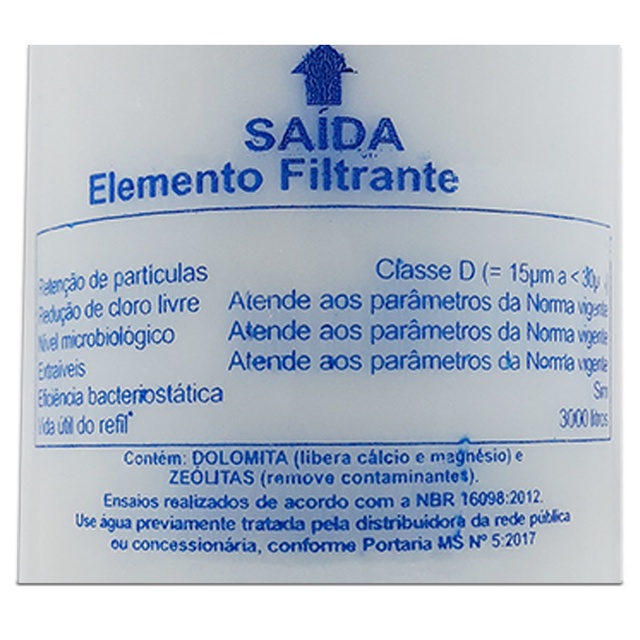 SAÍDA
Elemento Filtrante
Retenção de partículas Classe D (= 15µm a < 30µ
Redução de cloro livre Atende aos parâmetros da Norma vigente
Nível microbiológico Atende aos parâmetros da Norma vigente
Extraíveis Atende aos parâmetros da Norma vigente
Eficiência bacteriostática Sim
Vida útil do refil* 3000 litros
Contém: DOLOMITA (libera cálcio e magnésio) e
ZEÓLITAS (remove contaminantes).
Ensaios realizados de acordo com a NBR 16098:2012.
Use água previamente tratada pela distribuidora da rede pública
ou concessionária, conforme Portaria MS Nº 5:2017